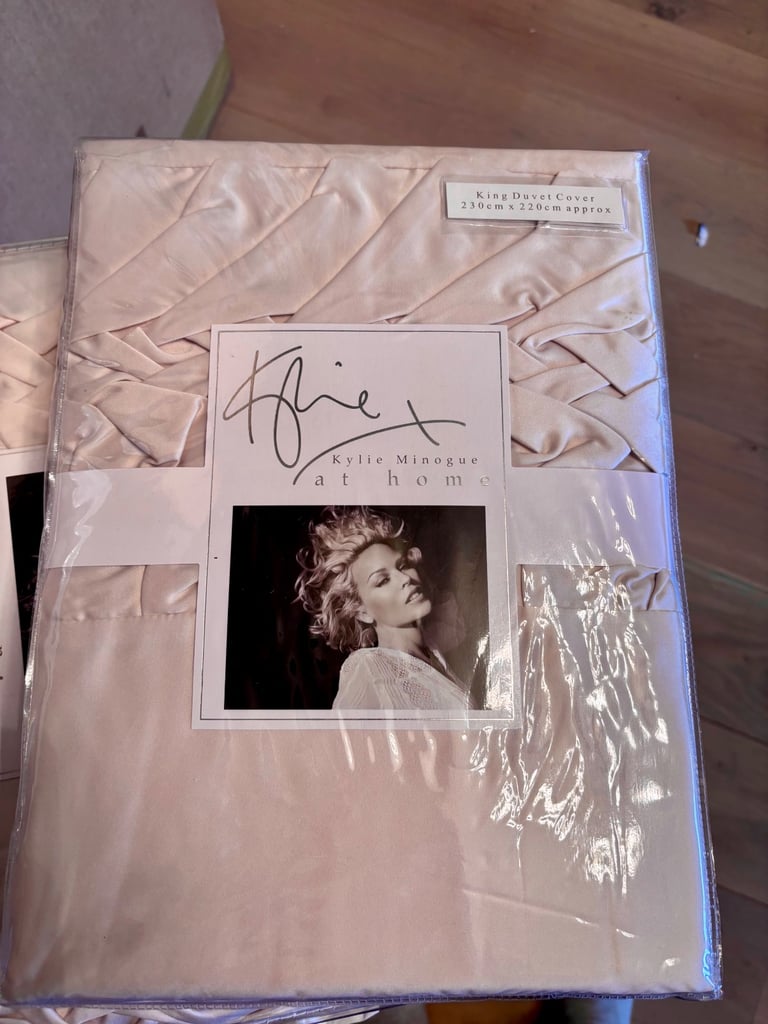 King Duvet Cover
230cm x 220cm approx
Kylie x
Kylie Minogue
at home